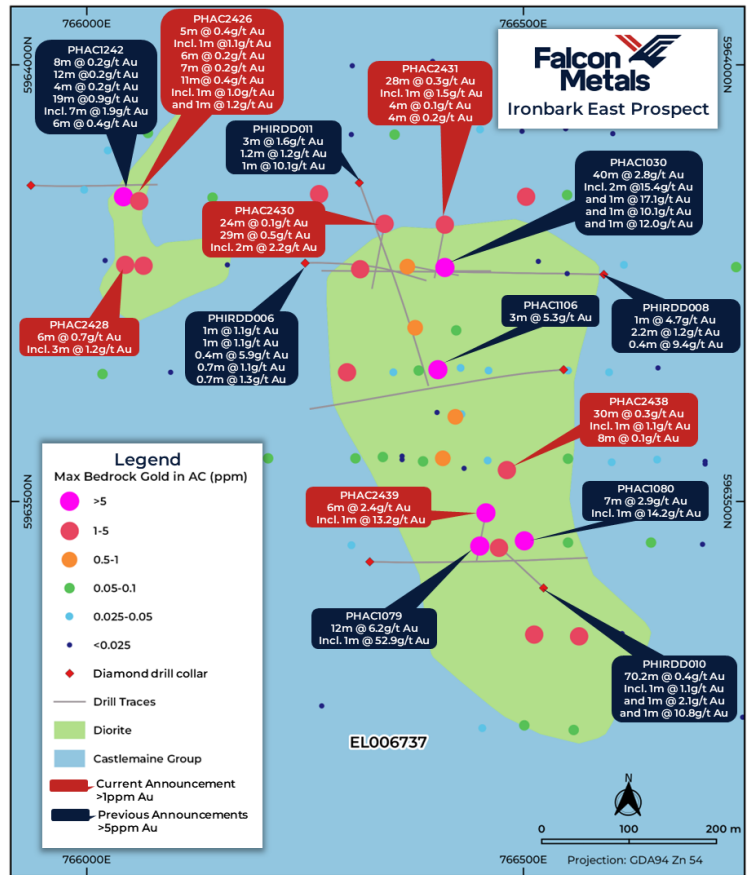 766000E
766500E
5964000N
5964000N
Falcon
Metals
Ironbark East Prospect
PHAC1242
8m @ 0.2g/t Au
12m @0.2g/t Au
4m @ 0.2g/t Au
19m @0.9g/t Au
Incl. 7m @ 1.9g/t Au
6m @ 0.4g/t Au
PHAC2426
5m @ 0.4g/t Au
Incl. 1m @1.1g/t Au
6m @ 0.2g/t Au
7m @ 0.2g/t Au
11m @ 0.4g/t Au
Incl. 1m @ 1.0g/t Au
and 1m @ 1.2g/t Au
PHAC2431
28m @ 0.3g/t Au
Incl. 1m @ 1.5g/t Au
4m @ 0.1g/t Au
4m @ 0.2g/t Au
PHIRDD011
3m @ 1.6g/t Au
1.2m @ 1.2g/t Au
1m @ 10.1g/t Au
PHAC1030
40m @ 2.8g/t Au
Incl. 2m @15.4g/t Au
and 1m @ 17.1g/t Au
and 1m @ 10.1g/t Au
and 1m @ 12.0g/t Au
PHAC2430
24m @ 0.1g/t Au
29m @ 0.5g/t Au
Incl. 2m @ 2.2g/t Au
PHAC2428
6m @ 0.7g/t Au
Incl. 3m @ 1.2g/t Au
PHIRDD006
1m @ 1.1g/t Au
1m @ 1.1g/t Au
0.4m @ 5.9g/t Au
0.7m @ 1.1g/t Au
0.7m @ 1.3g/t Au
PHAC1106
3m @ 5.3g/t Au
PHIRDD008
1m @ 4.7g/t Au
2.2m @ 1.2g/t Au
0.4m @ 9.4g/t Au
PHAC2438
30m @ 0.3g/t Au
Incl. 1m @ 1.1g/t Au
8m @ 0.1g/t Au
PHAC2439
6m @ 2.4g/t Au
Incl. 1m @ 13.2g/t Au
PHAC1080
7m @ 2.9g/t Au
Incl. 1m @ 14.2g/t Au
5963500N
5963500N
PHAC1079
12m @ 6.2g/t Au
Incl. 1m @ 52.9g/t Au
PHIRDD010
70.2m @ 0.4g/t Au
Incl. 1m @ 1.1g/t Au
and 1m @ 2.1g/t Au
and 1m @ 10.8g/t Au
Legend
Max Bedrock Gold in AC (ppm)
>5
1-5
0.5-1
0.05-0.1
0.025-0.05
<0.025
Diamond drill collar
Drill Traces
Diorite
Castlemaine Group
Current Announcement
>1ppm Au
Previous Announcements
>5ppm Au
EL006737
N
0 100 200 m
Projection: GDA94 Zn 54
766000E
766500E